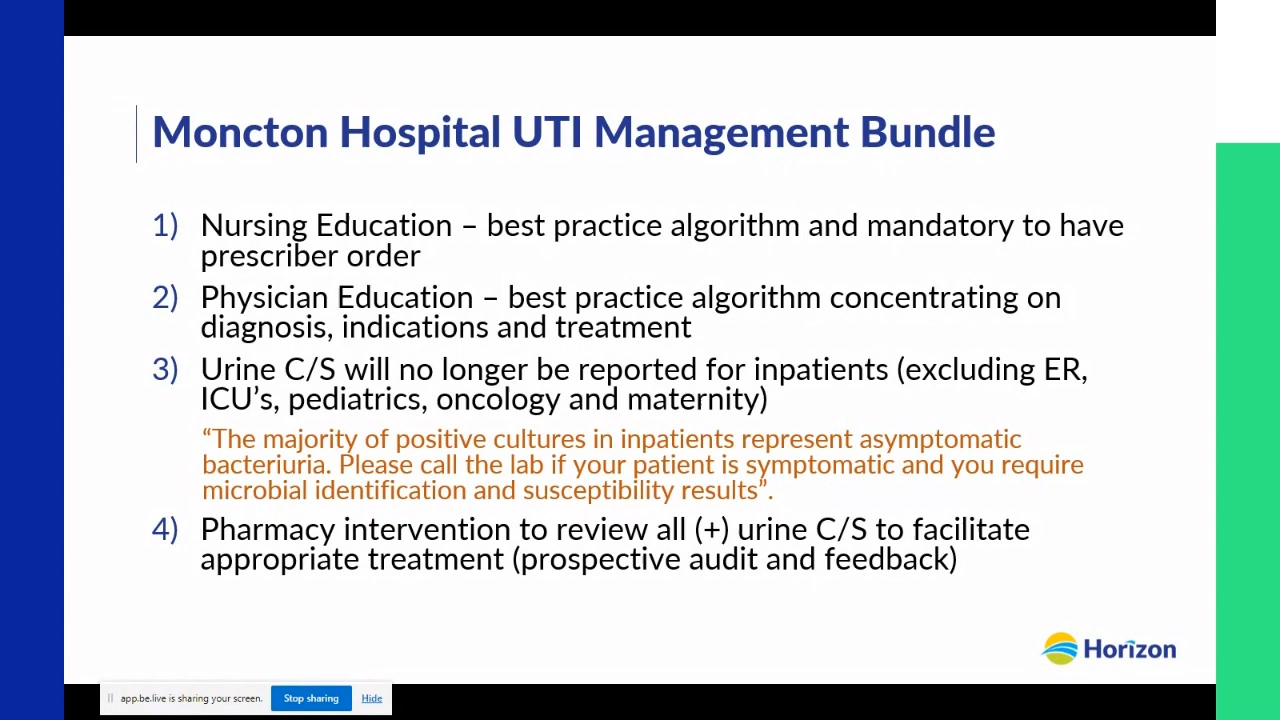 Moncton Hospital UTI Management Bundle
1) Nursing Education – best practice algorithm and mandatory to have
prescriber order
2) Physician Education – best practice algorithm concentrating on
diagnosis, indications and treatment
3) Urine C/S will no longer be reported for inpatients (excluding ER,
ICU’s, pediatrics, oncology and maternity)
“The majority of positive cultures in inpatients represent asymptomatic
bacteriuria. Please call the lab if your patient is symptomatic and you require
microbial identification and susceptibility results”.
4) Pharmacy intervention to review all (+) urine C/S to facilitate
appropriate treatment (prospective audit and feedback)
Horizon
app.be.live is sharing your screen. Stop sharing Hide